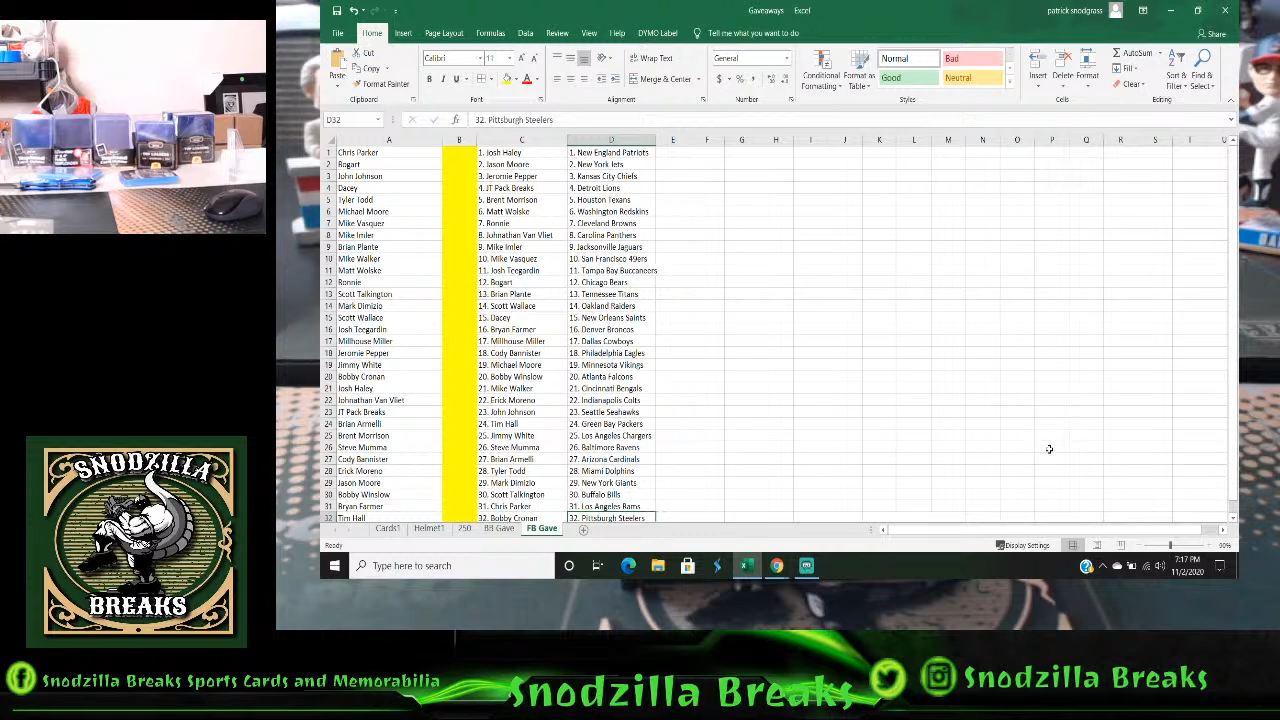 Giveaways - Excel
patrick snodgrass
File Home Insert Page Layout Formulas Data Review View Help DYMO Label Tell me what you want to do Share
Paste Cut Copy Format Painter Clipboard
Calibri 11 B I U Font
Wrap Text Merge & Center Alignment
General $ % Number
Conditional Formatting Format as Table Normal Bad Good Neutral Styles
Insert Delete Format Cells
AutoSum Fill Clear Sort & Filter Find & Select Editing
D32 fx 32. Pittsburgh Steelers
A B C D E F G H I J K L M N O P Q R S T U
1 Chris Parker 1. Josh Haley 1. New England Patriots
2 Bogart 2. Jason Moore 2. New York Jets
3 John Johnson 3. Jeromie Pepper 3. Kansas City Chiefs
4 Dacey 4. JT Pack Breaks 4. Detroit Lions
5 Tyler Todd 5. Brent Morrison 5. Houston Texans
6 Michael Moore 6. Matt Wolske 6. Washington Redskins
7 Mike Vasquez 7. Ronnie 7. Cleveland Browns
8 Mike Imler 8. Johnathan Van Vliet 8. Carolina Panthers
9 Brian Plante 9. Mike Imler 9. Jacksonville Jaguars
10 Mike Walker 10. Mike Vasquez 10. San Francisco 49ers
11 Matt Wolske 11. Josh Teegardin 11. Tampa Bay Buccaneers
12 Ronnie 12. Bogart 12. Chicago Bears
13 Scott Talkington 13. Brian Plante 13. Tennessee Titans
14 Mark Dimizio 14. Scott Wallace 14. Oakland Raiders
15 Scott Wallace 15. Dacey 15. New Orleans Saints
16 Josh Teegardin 16. Bryan Farmer 16. Denver Broncos
17 Millhouse Miller 17. Millhouse Miller 17. Dallas Cowboys
18 Jeromie Pepper 18. Cody Bannister 18. Philadelphia Eagles
19 Jimmy White 19. Michael Moore 19. Minnesota Vikings
20 Bobby Cronan 20. Bobby Winslow 20. Atlanta Falcons
21 Josh Haley 21. Mike Walker 21. Cincinnati Bengals
22 Johnathan Van Vliet 22. Erick Moreno 22. Indianapolis Colts
23 JT Pack Breaks 23. John Johnson 23. Seattle Seahawks
24 Brian Armelli 24. Tim Hall 24. Green Bay Packers
25 Brent Morrison 25. Jimmy White 25. Los Angeles Chargers
26 Steve Mumma 26. Steve Mumma 26. Baltimore Ravens
27 Cody Bannister 27. Brian Armelli 27. Arizona Cardinals
28 Erick Moreno 28. Tyler Todd 28. Miami Dolphins
29 Jason Moore 29. Mark Dimizio 29. New York Giants
30 Bobby Winslow 30. Scott Talkington 30. Buffalo Bills
31 Bryan Farmer 31. Chris Parker 31. Los Angeles Rams
32 Tim Hall 32. Bobby Cronan 32. Pittsburgh Steelers
Cards1 Helmet1 250 BB Gave FB Gave
Ready Display Settings 90%
Type here to search
7:17 PM
11/2/2020
SNODZILLA
BREAKS
Snodzilla Breaks Sports Cards and Memorabilia
Snodzilla Breaks
Snodzilla Breaks